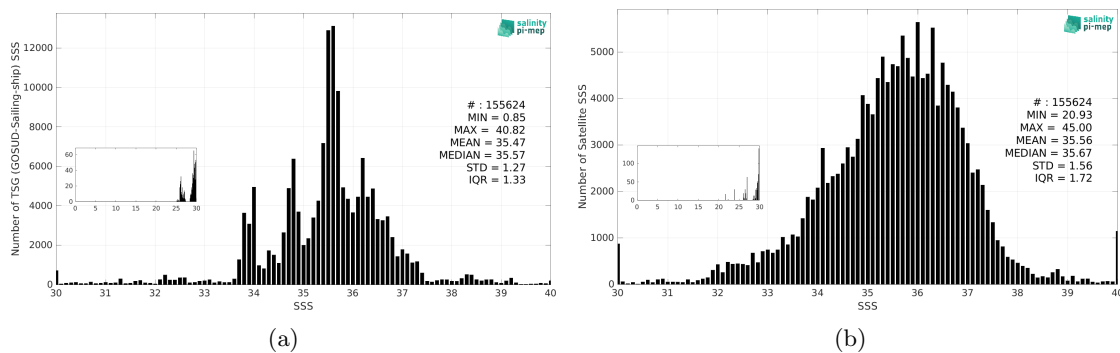 salinity
pi-mep
Number of TSG (GOSUD-Sailing-ship) SSS
12000
10000
8000
6000
4000
2000
0
# : 155624
MIN = 0.85
MAX = 40.82
MEAN = 35.47
MEDIAN = 35.57
STD = 1.27
IQR = 1.33
60
40
20
0
0 5 10 15 20 25 30
30 31 32 33 34 35 36 37 38 39 40
SSS
(a)
salinity
pi-mep
Number of Satellite SSS
5000
4000
3000
2000
1000
0
# : 155624
MIN = 20.93
MAX = 45.00
MEAN = 35.56
MEDIAN = 35.67
STD = 1.56
IQR = 1.72
100
50
0
0 5 10 15 20 25 30
30 31 32 33 34 35 36 37 38 39 40
SSS
(b)